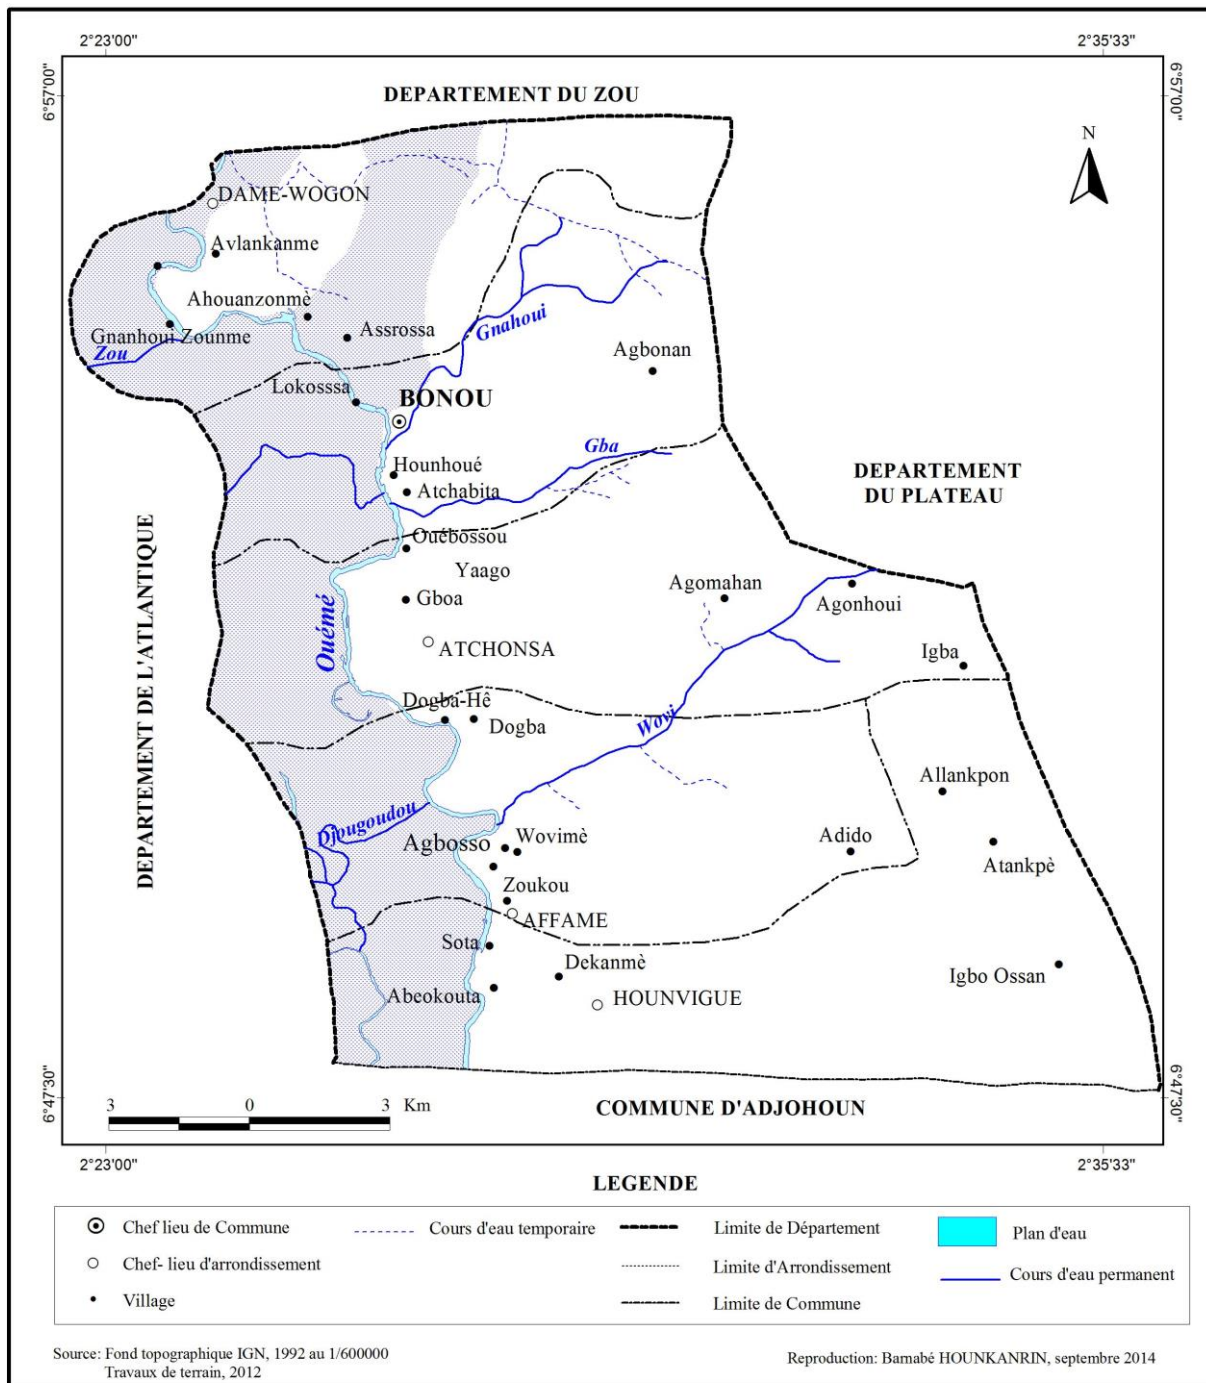 2°23'00"
2°35'33"
6°57'00"
6°57'00"
DEPARTEMENT DU ZOU
N
DAME-WOGON
Avlankanme
Ahouanzonmè
Gnanhoui Zounme
Assrossa
Gnahoui
Zou
Agbonan
Lokosssa
BONOU
Gba
Hounhoué
Atchabita
DEPARTEMENT
DU PLATEAU
DEPARTEMENT DE L'ATLANTIQUE
Ouébossou
Yaago
Gboa
Agomahan
Agonhoui
Ouémé
ATCHONSA
Igba
Dogba-Hê
Dogba
Wovi
Allankpon
Djougoudou
Agbosso
Wovimè
Adido
Atankpè
Zoukou
AFFAME
Sota
Dekanmè
Igbo Ossan
Abeokouta
HOUNVIGUE
3 0 3 Km
COMMUNE D'ADJOHOUN
6°47'30"
6°47'30"
2°23'00"
2°35'33"
LEGENDE
Chef lieu de Commune
Cours d'eau temporaire
Limite de Département
Plan d'eau
Chef- lieu d'arrondissement
Limite d'Arrondissement
Cours d'eau permanent
Village
Limite de Commune
Source: Fond topographique IGN, 1992 au 1/600000
Travaux de terrain, 2012
Reproduction: Barnabé HOUNKANRIN, septembre 2014